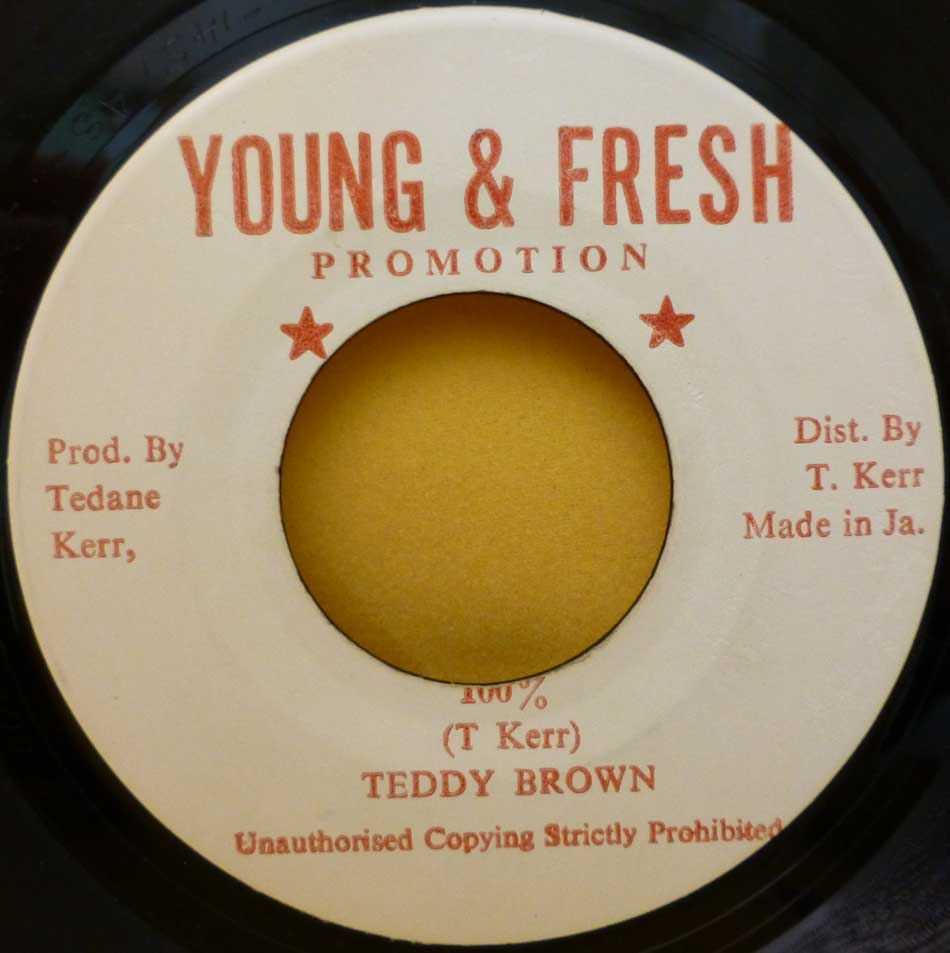 YOUNG & FRESH
PROMOTION
Prod. By
Tedane
Kerr,
Dist. By
T. Kerr
Made in Ja.
100%
(T Kerr)
TEDDY BROWN
Unauthorised Copying Strictly Prohibited